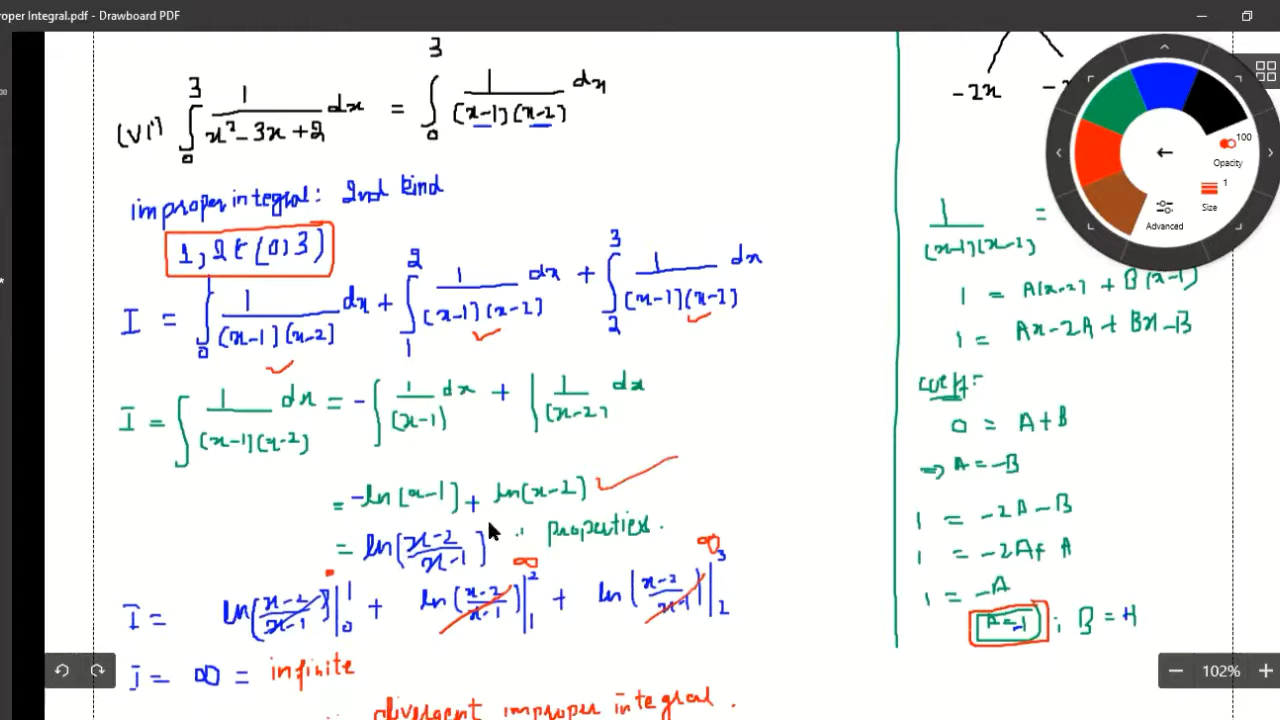 oper Integral.pdf - Drawboard PDF
(vi) ∫₀³ 1/(x²-3x+2) dx = ∫₀³ 1/((x-1)(x-2)) dx
improper integral: 2nd kind
1, 2 ∈ (0, 3)
I = ∫₀¹ 1/((x-1)(x-2)) dx + ∫₁² 1/((x-1)(x-2)) dx + ∫₂³ 1/((x-1)(x-2)) dx
I = ∫ 1/((x-1)(x-2)) dx = -∫ 1/(x-1) dx + ∫ 1/(x-2) dx
= -ln(x-1) + ln(x-2)
= ln(x-2/x-1) ∵ properties.
I = ln(x-2/x-1)|₀¹ + ln(x-2/x-1)|₁² + ln(x-2/x-1)|₂³
∞ ∞
I = ∞ = infinite
∴ divergent improper integral.
-2x -
1/((x-1)(x-2)) =
1 = A(x-2) + B(x-1)
1 = Ax-2A+Bx-B
coeff:
0 = A+B
⇒ A = -B
1 = -2A - B
1 = -2A + A
1 = -A
A = -1 ; B = +1
100
Opacity
1
Size
Advanced
102%